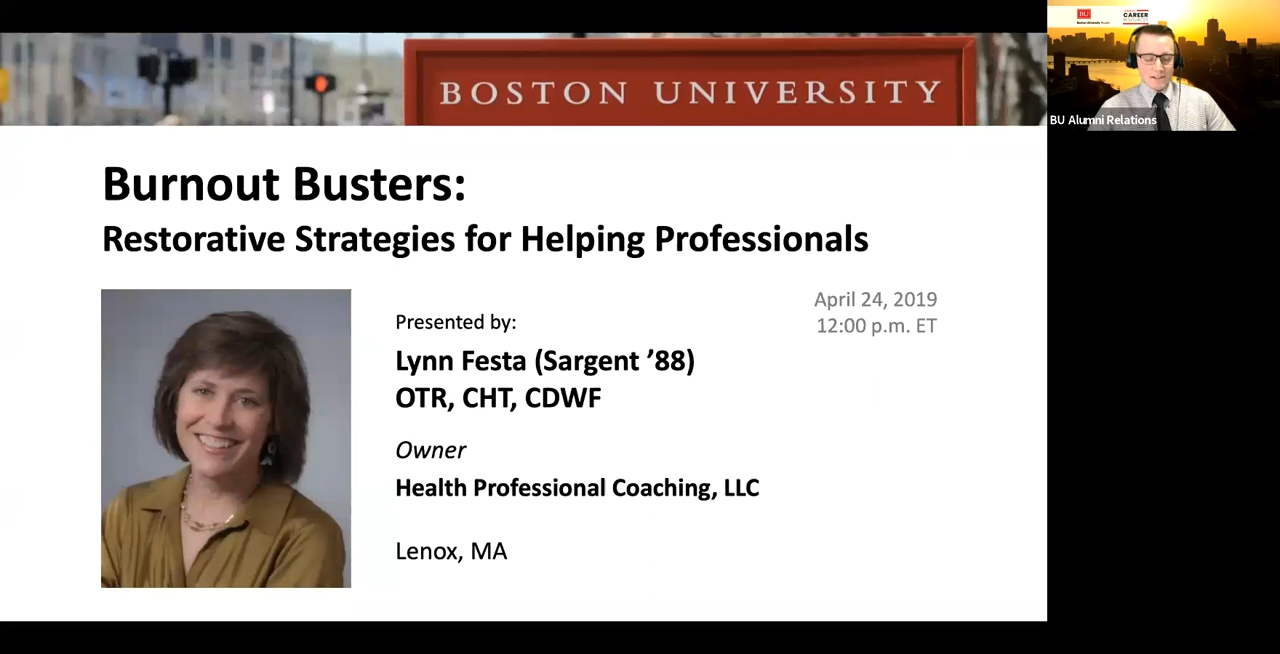 BOSTON UNIVERSITY
Burnout Busters:
Restorative Strategies for Helping Professionals
April 24, 2019
12:00 p.m. ET
Presented by:
Lynn Festa (Sargent ’88)
OTR, CHT, CDWF
Owner
Health Professional Coaching, LLC
Lenox, MA
BU
CAREER
BU Alumni Relations